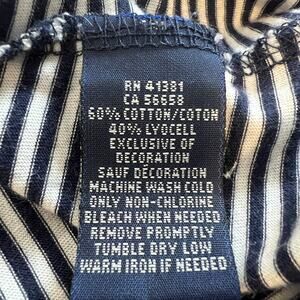 RN 41381
CA 56658
60% COTTON/COTON
40% LYOCELL
EXCLUSIVE OF
DECORATION
SAUF DÉCORATION
MACHINE WASH COLD
ONLY NON-CHLORINE
BLEACH WHEN NEEDED
REMOVE PROMPTLY
TUMBLE DRY LOW
WARM IRON IF NEEDED